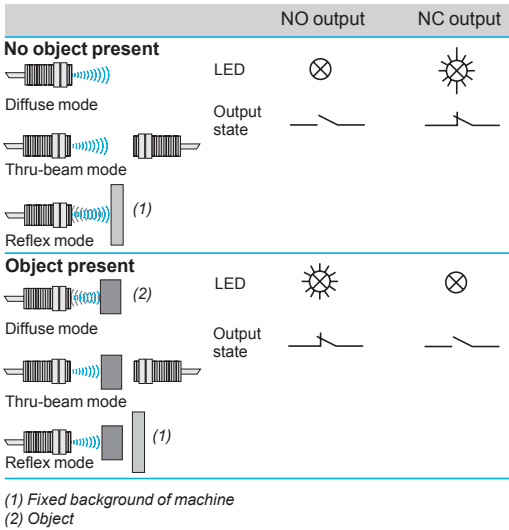 NO output NC output
No object present
LED
Diffuse mode
Output
state
Thru-beam mode
(1)
Reflex mode
Object present
LED
(2)
Diffuse mode
Output
state
Thru-beam mode
(1)
Reflex mode
(1) Fixed background of machine
(2) Object